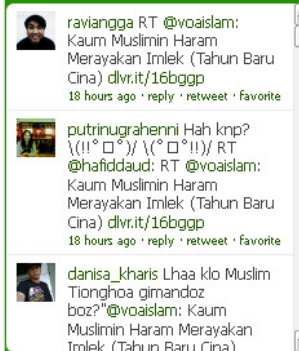 raviangga RT @voaislam:
Kaum Muslimin Haram
Merayakan Imlek (Tahun Baru
Cina) dlvr.it/16bggp
18 hours ago · reply · retweet · favorite
putrinugrahenni Hah knp?
\(!!°□°)/ \(°□°!!)/ RT
@hafiddaud: RT @voaislam:
Kaum Muslimin Haram
Merayakan Imlek (Tahun Baru
Cina) dlvr.it/16bggp
18 hours ago · reply · retweet · favorite
danisa_kharis Lhaa klo Muslim
Tionghoa gimandoz
boz?"@voaislam: Kaum
Muslimin Haram Merayakan
Imlek (Tahun Baru Cina)